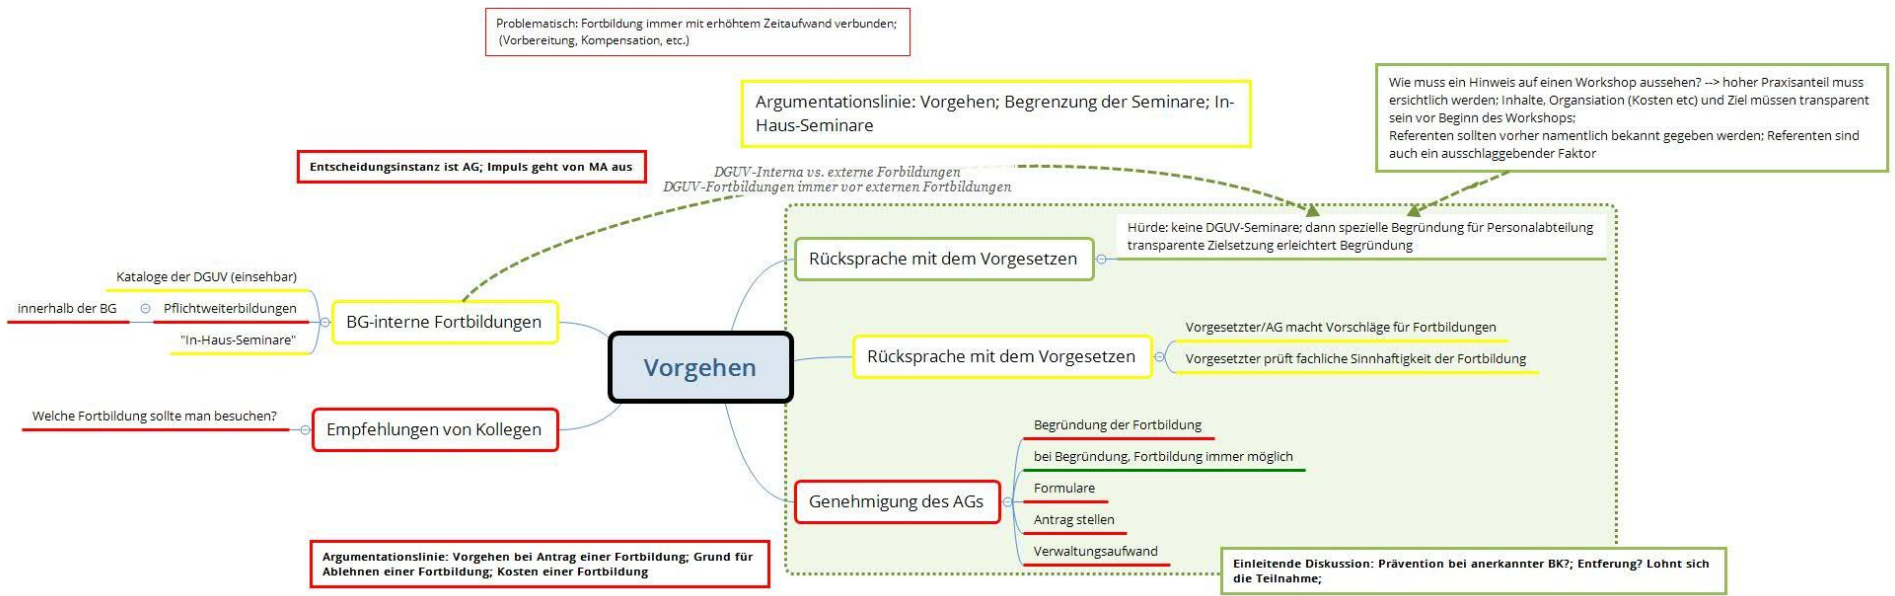 Problematisch: Fortbildung immer mit erhöhtem Zeitaufwand verbunden;
(Vorbereitung, Kompensation, etc.)
Argumentationslinie: Vorgehen; Begrenzung der Seminare; In-
Haus-Seminare
Wie muss ein Hinweis auf einen Workshop aussehen? --> hoher Praxisanteil muss
ersichtlich werden; Inhalte, Organsiation (Kosten etc) und Ziel müssen transparent
sein vor Beginn des Workshops;
Referenten sollten vorher namentlich bekannt gegeben werden; Referenten sind
auch ein ausschlaggebender Faktor
Entscheidungsinstanz ist AG; Impuls geht von MA aus
DGUV-Interna vs. externe Forbildungen
DGUV-Fortbildungen immer vor externen Fortbildungen
Kataloge der DGUV (einsehbar)
innerhalb der BG
Pflichtweiterbildungen
"In-Haus-Seminare"
BG-interne Fortbildungen
Welche Fortbildung sollte man besuchen?
Empfehlungen von Kollegen
Vorgehen
Rücksprache mit dem Vorgesetzen
Hürde: keine DGUV-Seminare; dann spezielle Begründung für Personalabteilung
transparente Zielsetzung erleichtert Begründung
Rücksprache mit dem Vorgesetzen
Vorgesetzter/AG macht Vorschläge für Fortbildungen
Vorgesetzter prüft fachliche Sinnhaftigkeit der Fortbildung
Genehmigung des AGs
Begründung der Fortbildung
bei Begründung, Fortbildung immer möglich
Formulare
Antrag stellen
Verwaltungsaufwand
Argumentationslinie: Vorgehen bei Antrag einer Fortbildung; Grund für
Ablehnen einer Fortbildung; Kosten einer Fortbildung
Einleitende Diskussion: Prävention bei anerkannter BK?; Entferung? Lohnt sich
die Teilnahme;